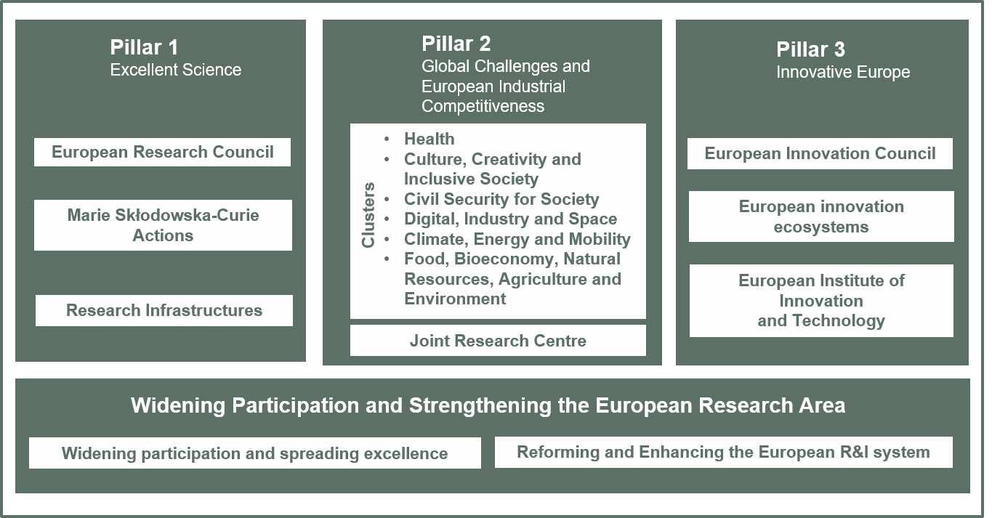 Pillar 1
Excellent Science
European Research Council
Marie Skłodowska-Curie
Actions
Research Infrastructures
Pillar 2
Global Challenges and
European Industrial
Competitiveness
Clusters
• Health
• Culture, Creativity and
Inclusive Society
• Civil Security for Society
• Digital, Industry and Space
• Climate, Energy and Mobility
• Food, Bioeconomy, Natural
Resources, Agriculture and
Environment
Joint Research Centre
Pillar 3
Innovative Europe
European Innovation Council
European innovation
ecosystems
European Institute of
Innovation
and Technology
Widening Participation and Strengthening the European Research Area
Widening participation and spreading excellence
Reforming and Enhancing the European R&I system